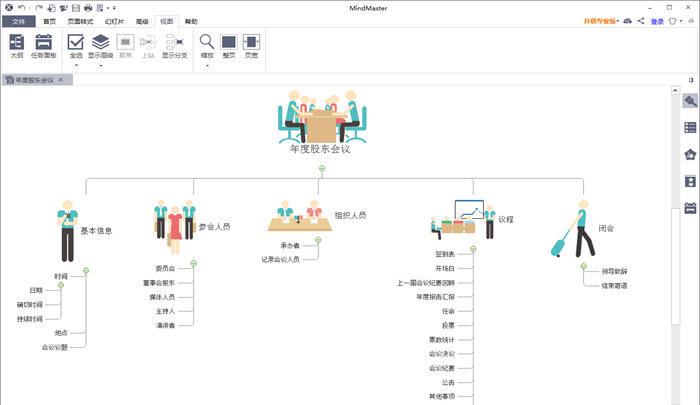 MindMaster
文件 首页 页面样式 幻灯片 高级 视图 帮助 升级专业版 登录
大纲 任务面板 全选 显示层级 聚焦 上钻 显示分支 缩放 整页 页宽
年度股东会议
年度股东会议
基本信息
时间
日期
确切时间
持续时间
地点
会议议题
参会人员
委员会
董事会股东
媒体人员
主持人
演讲者
组织人员
承办者
记录会议人员
议程
签到表
开场白
上一届会议纪要回顾
年度报告汇报
任命
投票
票数统计
会议决议
会议纪要
公告
其他事项
闭会
领导致辞
结束寄语